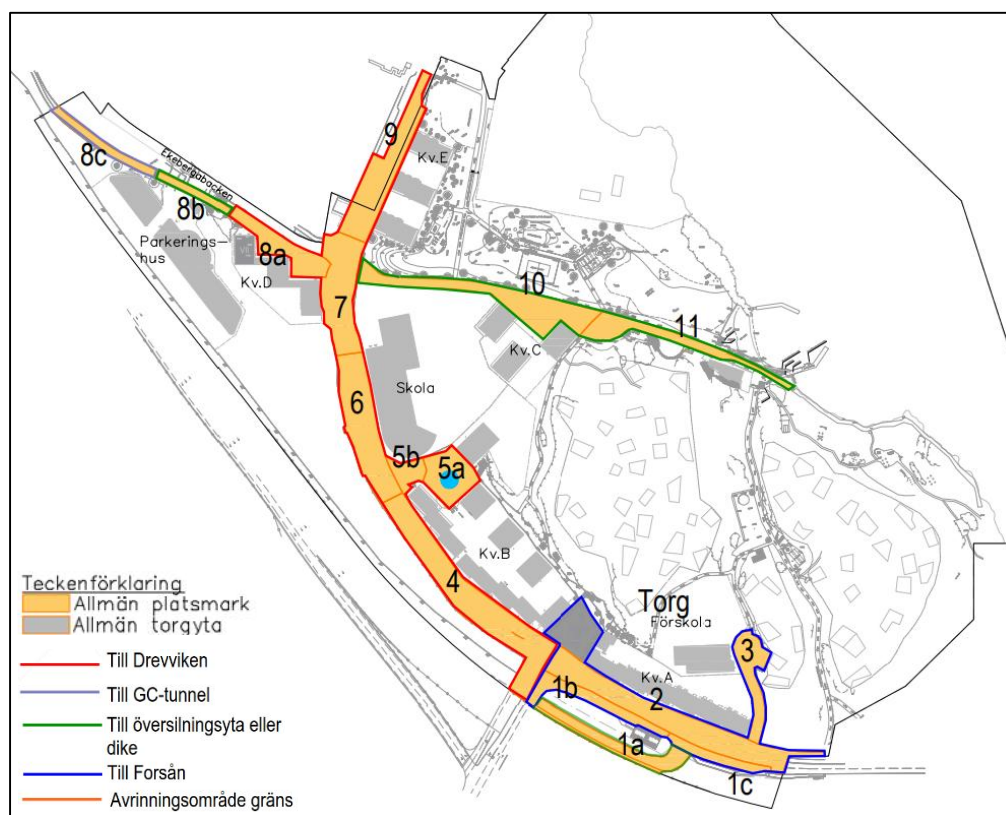 9
Kv.E
8c
Ekebergabacken
8b
Parkerings-
hus
8a
Kv.D
10
7
11
Kv.C
6
Skola
5b
5a
Kv.B
4
Teckenförklaring
Allmän platsmark
Allmän torgyta
Torg
Förskola
3
Till Drevviken
Kv.A
Till GC-tunnel
1b
2
Till översilningsyta eller
dike
1a
Till Forsån
1c
Avrinningsområde gräns